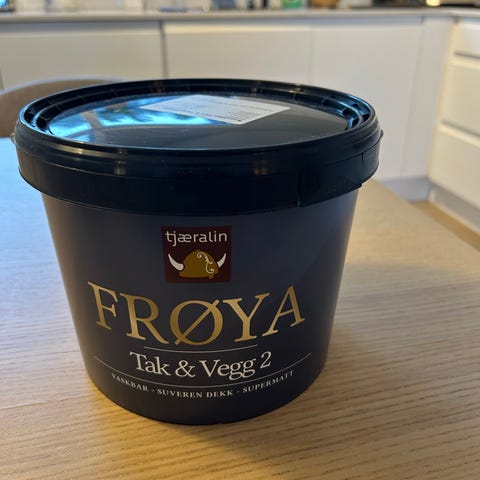 tjæralin
FRØYA
Tak & Vegg 2
VASKBAR - SUVEREN DEKK - SUPERMATT